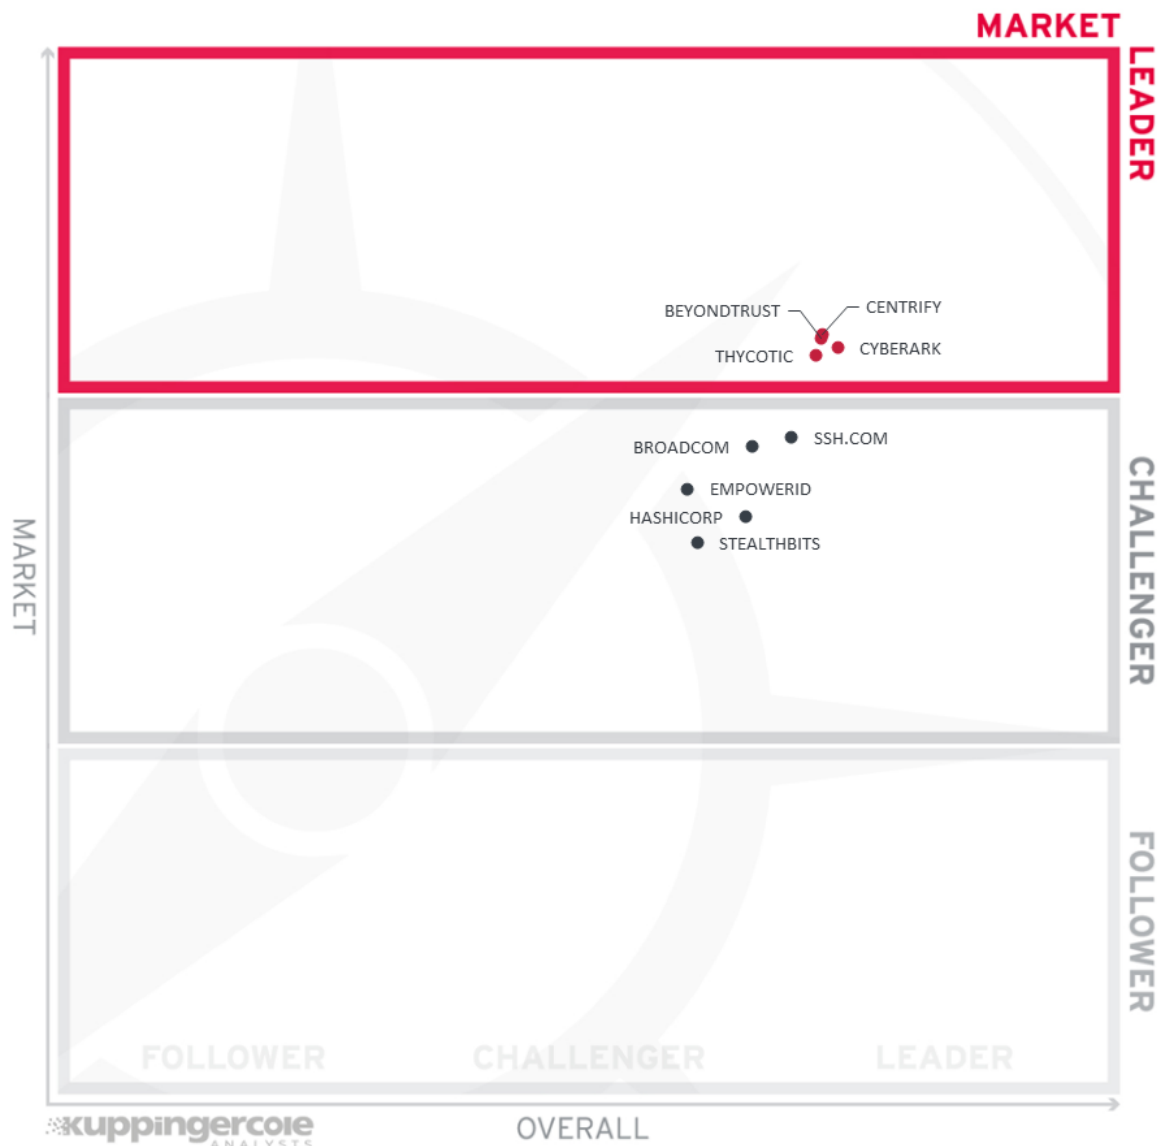 MARKET
LEADER
BEYONDTRUST
CENTRIFY
THYCOTIC
CYBERARK
BROADCOM
SSH.COM
EMPOWERID
HASHICORP
STEALTHBITS
CHALLENGER
MARKET
FOLLOWER
FOLLOWER CHALLENGER LEADER
kuppingercole
ANALYSTS
OVERALL